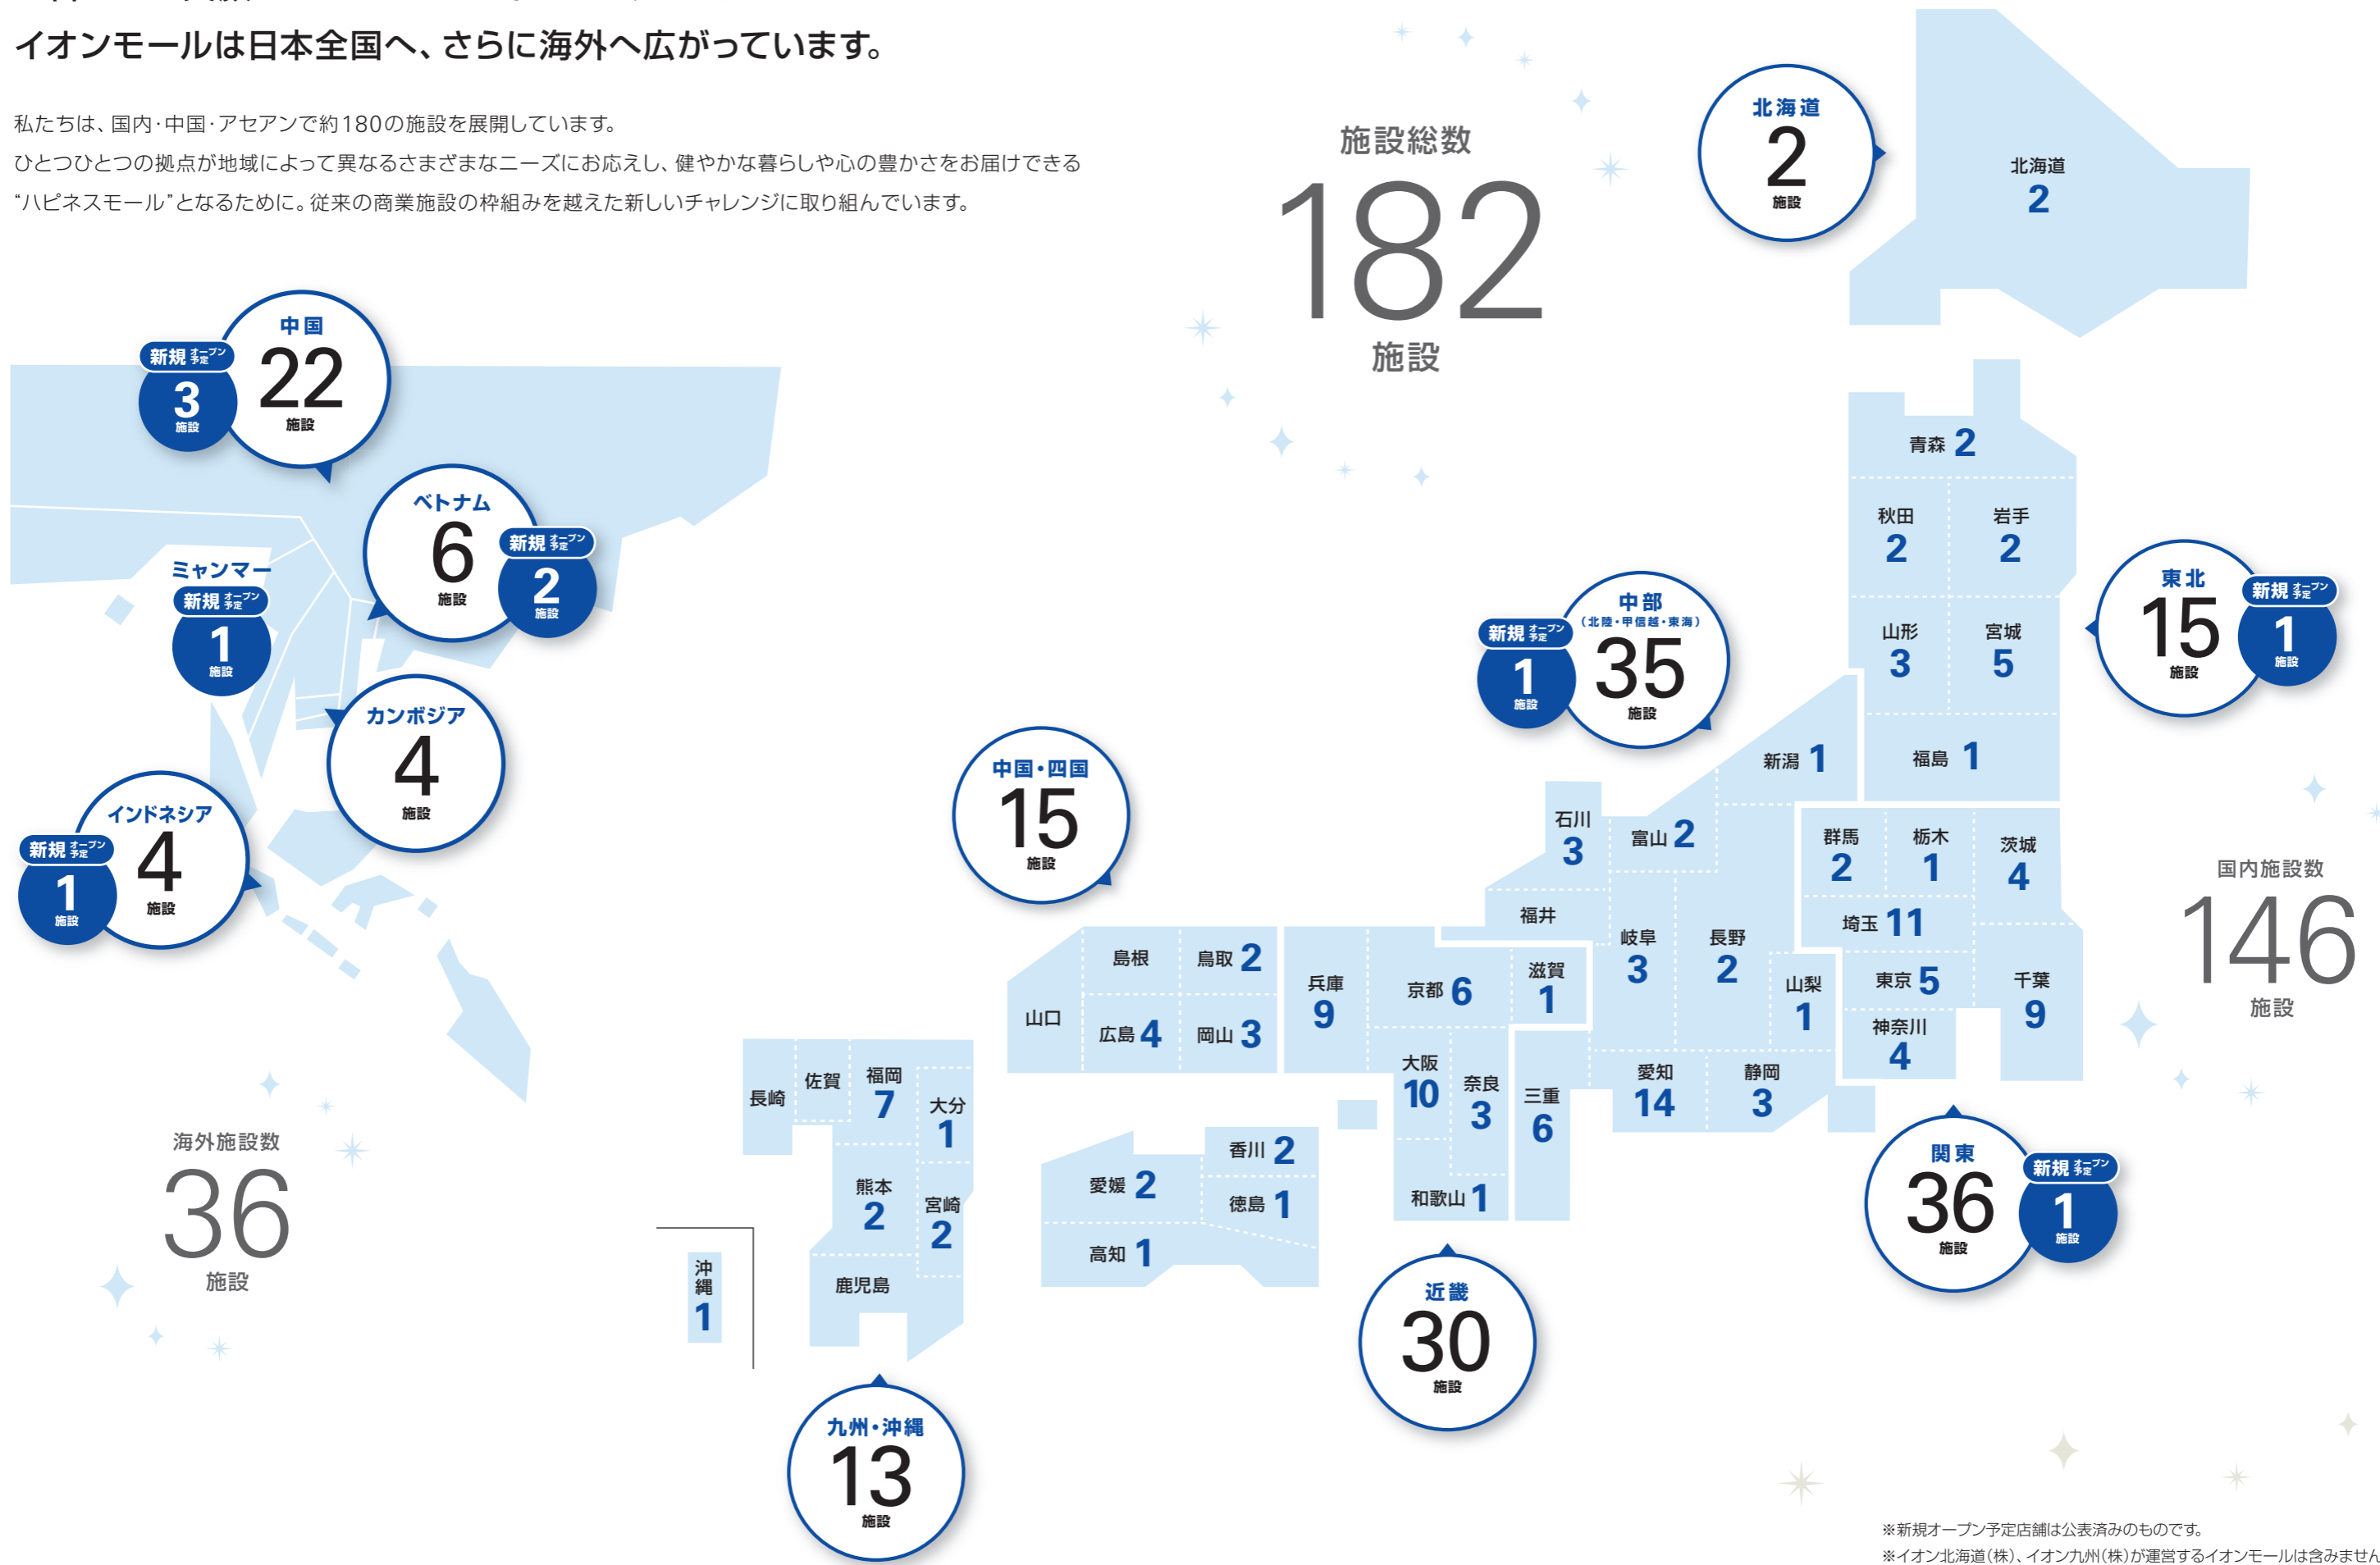 イオンモールは日本全国へ、さらに海外へ広がっています。
私たちは、国内・中国・アセアンで約180の施設を展開しています。
ひとつひとつの拠点が地域によって異なるさまざまなニーズにお応えし、健やかな暮らしや心の豊かさをお届けできる
“ハピネスモール”となるために。従来の商業施設の枠組みを越えた新しいチャレンジに取り組んでいます。
施設総数
182
施設
北海道
2
施設
北海道
2
中国
22
施設
新規 オープン予定
3
施設
ベトナム
6
施設
新規 オープン予定
2
施設
ミャンマー
新規 オープン予定
1
施設
カンボジア
4
施設
インドネシア
4
施設
新規 オープン予定
1
施設
海外施設数
36
施設
青森 2
秋田
2
岩手
2
山形
3
宮城
5
福島 1
東北
15
施設
新規 オープン予定
1
施設
中部
(北陸・甲信越・東海)
35
施設
新規 オープン予定
1
施設
新潟 1
石川
3
富山 2
福井
岐阜
3
長野
2
山梨
1
愛知
14
静岡
3
三重
6
群馬
2
栃木
1
茨城
4
埼玉 11
東京 5
千葉
9
神奈川
4
国内施設数
146
施設
関東
36
施設
新規 オープン予定
1
施設
中国・四国
15
施設
島根
鳥取 2
山口
広島 4
岡山 3
香川 2
愛媛 2
徳島 1
高知 1
兵庫
9
京都 6
滋賀
1
大阪
10
奈良
3
和歌山 1
近畿
30
施設
長崎
佐賀
福岡
7
大分
1
熊本
2
宮崎
2
鹿児島
沖縄
1
九州・沖縄
13
施設
※新規オープン予定店舗は公表済みのものです。
※イオン北海道(株)、イオン九州(株)が運営するイオンモールは含みません